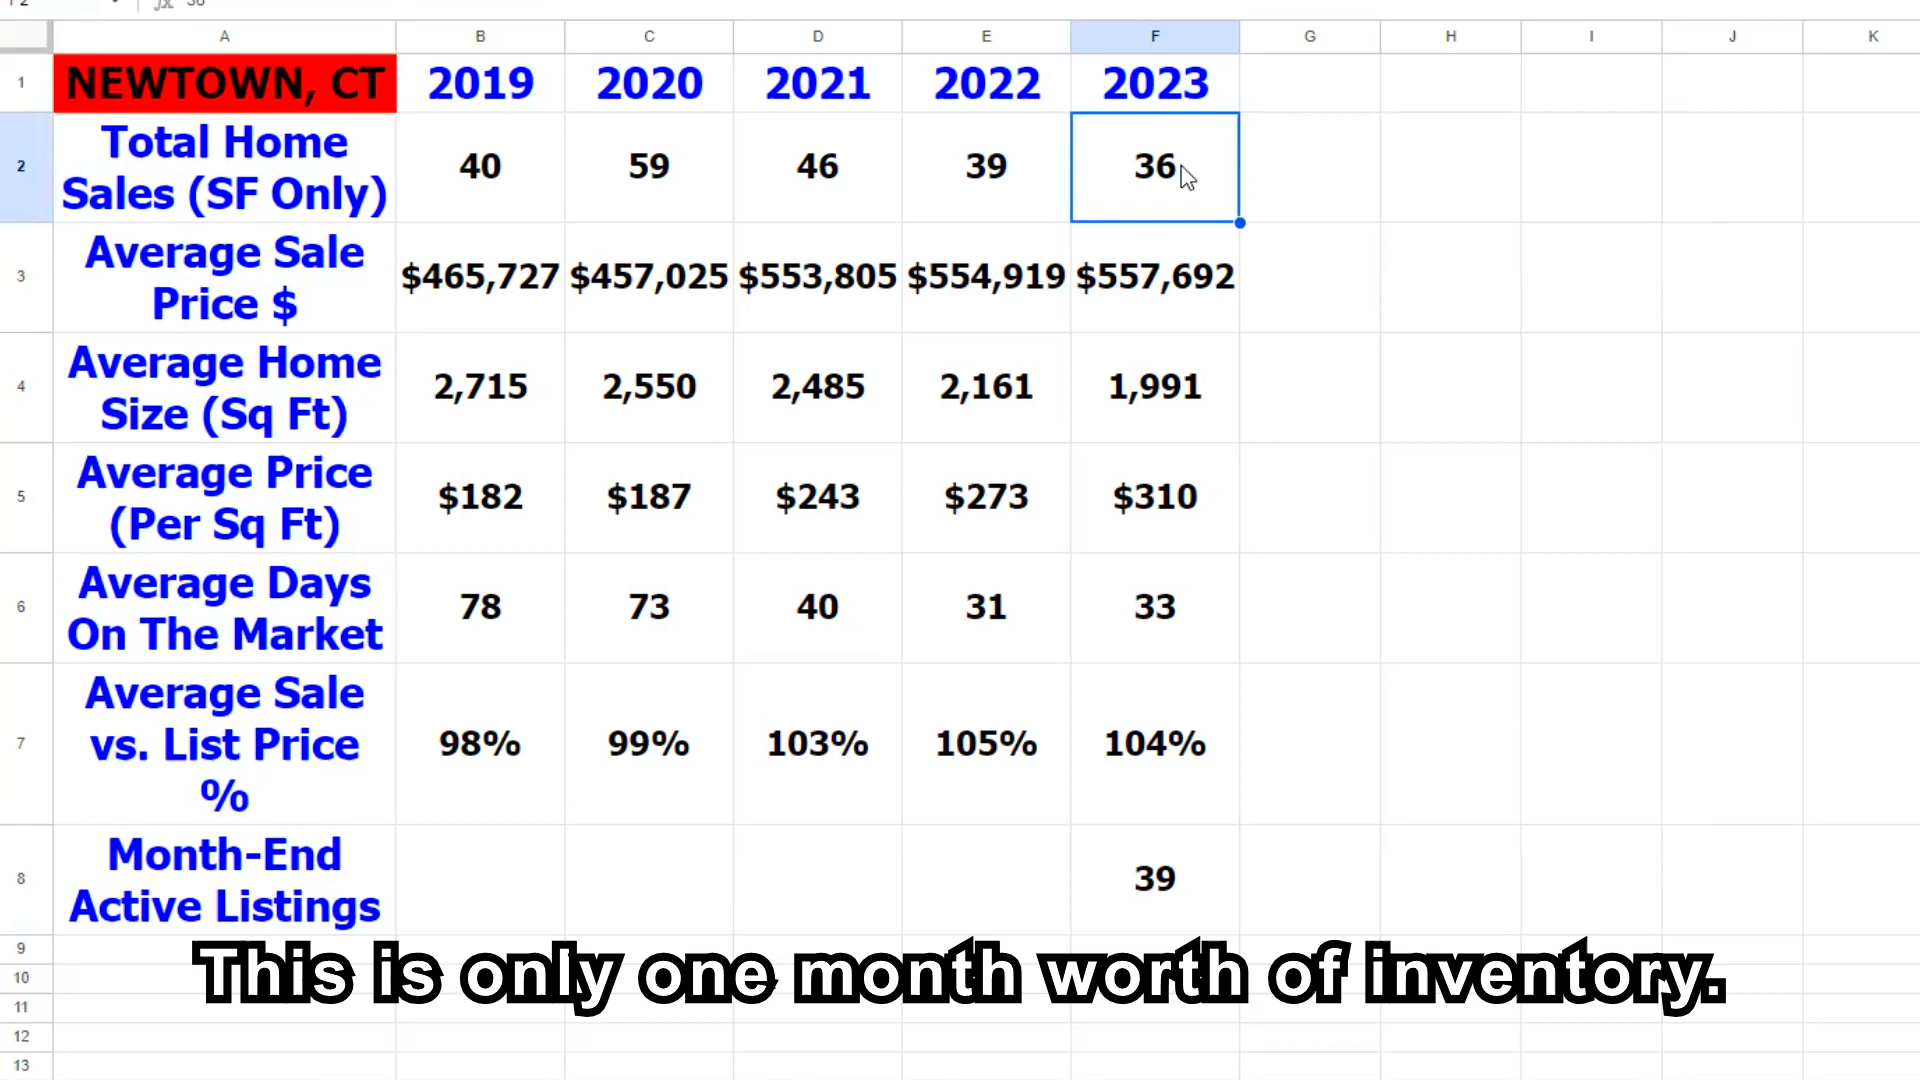 36
A B C D E F G H I J K
1 NEWTOWN, CT 2019 2020 2021 2022 2023
2 Total Home Sales (SF Only) 40 59 46 39 36
3 Average Sale Price $ $465,727 $457,025 $553,805 $554,919 $557,692
4 Average Home Size (Sq Ft) 2,715 2,550 2,485 2,161 1,991
5 Average Price (Per Sq Ft) $182 $187 $243 $273 $310
6 Average Days On The Market 78 73 40 31 33
7 Average Sale vs. List Price % 98% 99% 103% 105% 104%
8 Month-End Active Listings 39
9
This is only one month worth of inventory.
10
11
12
13